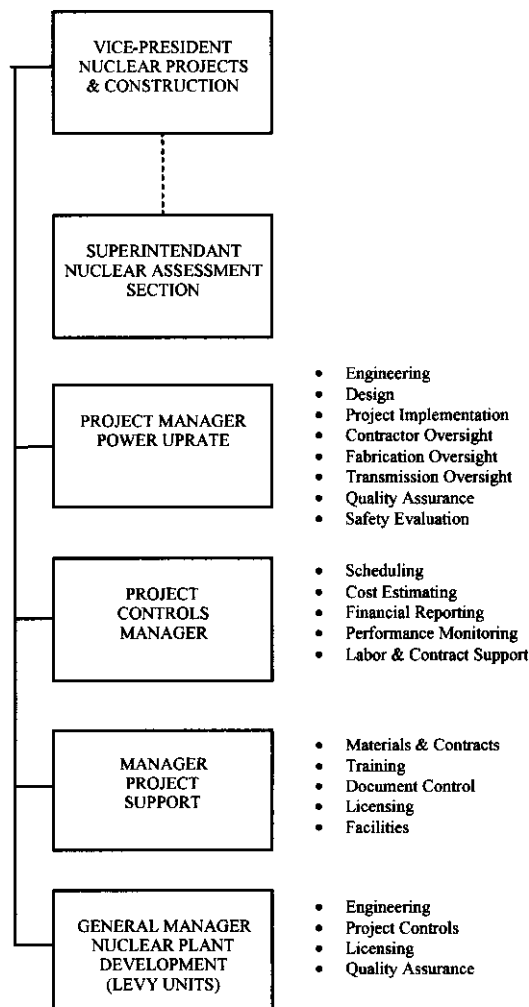 VICE-PRESIDENT
NUCLEAR PROJECTS
& CONSTRUCTION
SUPERINTENDANT
NUCLEAR ASSESSMENT
SECTION
PROJECT MANAGER
POWER UPRATE
• Engineering
• Design
• Project Implementation
• Contractor Oversight
• Fabrication Oversight
• Transmission Oversight
• Quality Assurance
• Safety Evaluation
PROJECT
CONTROLS
MANAGER
• Scheduling
• Cost Estimating
• Financial Reporting
• Performance Monitoring
• Labor & Contract Support
MANAGER
PROJECT
SUPPORT
• Materials & Contracts
• Training
• Document Control
• Licensing
• Facilities
GENERAL MANAGER
NUCLEAR PLANT
DEVELOPMENT
(LEVY UNITS)
• Engineering
• Project Controls
• Licensing
• Quality Assurance